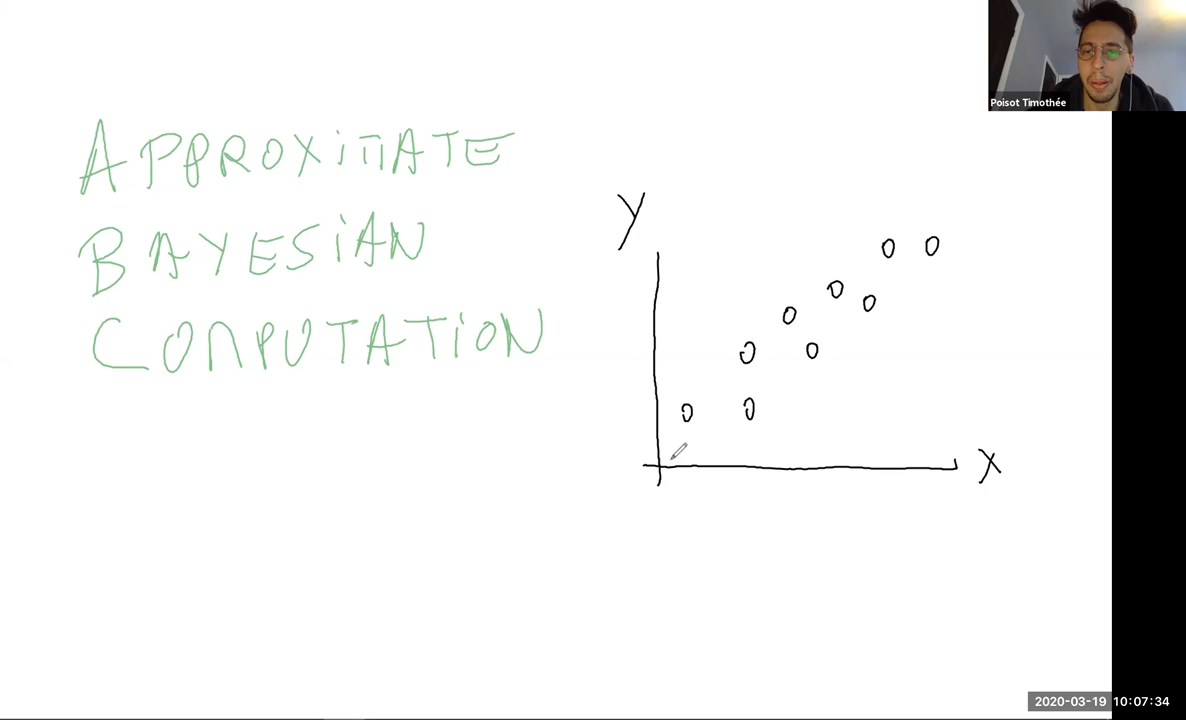 Poisot Timothée
APPROXIMATE
BAYESIAN
COMPUTATION
Y
X
2020-03-19 10:07:34